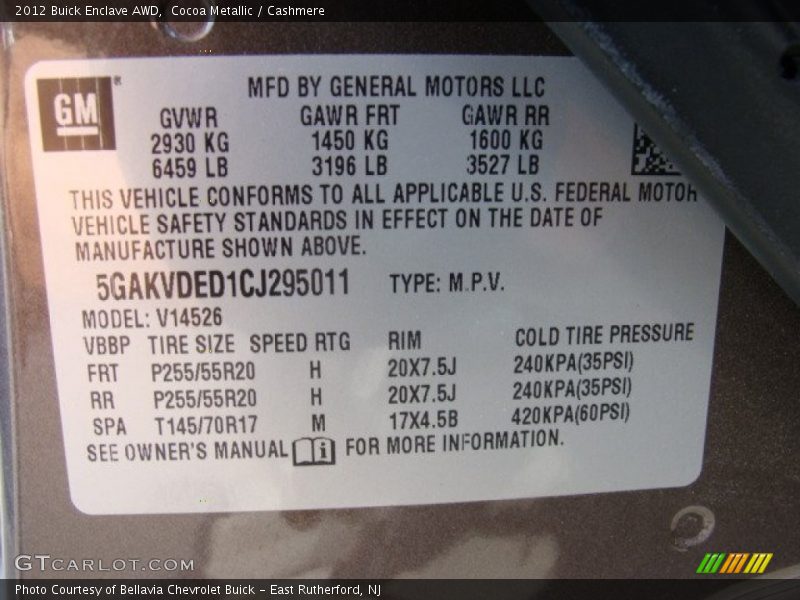 2012 Buick Enclave AWD,  Cocoa Metallic / Cashmere
GM®
MFD BY GENERAL MOTORS LLC
GVWR GAWR FRT GAWR RR
2930 KG 1450 KG 1600 KG
6459 LB 3196 LB 3527 LB
THIS VEHICLE CONFORMS TO ALL APPLICABLE U.S. FEDERAL MOTOR
VEHICLE SAFETY STANDARDS IN EFFECT ON THE DATE OF
MANUFACTURE SHOWN ABOVE.
5GAKVDED1CJ295011 TYPE: M.P.V.
MODEL: V14526
VBBP TIRE SIZE SPEED RTG RIM COLD TIRE PRESSURE
FRT P255/55R20 H 20X7.5J 240KPA(35PSI)
RR P255/55R20 H 20X7.5J 240KPA(35PSI)
SPA T145/70R17 M 17X4.5B 420KPA(60PSI)
SEE OWNER'S MANUAL i FOR MORE INFORMATION.
GTCARLOT.COM
Photo Courtesy of Bellavia Chevrolet Buick – East Rutherford, NJ